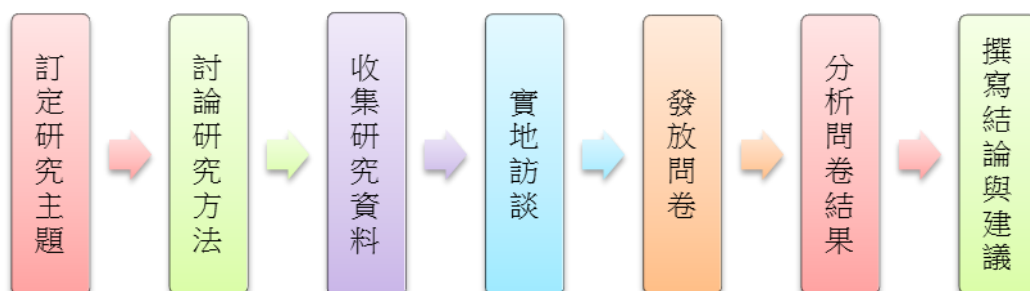 訂定研究主題
討論研究方法
收集研究資料
實地訪談
發放問卷
分析問卷結果
撰寫結論與建議